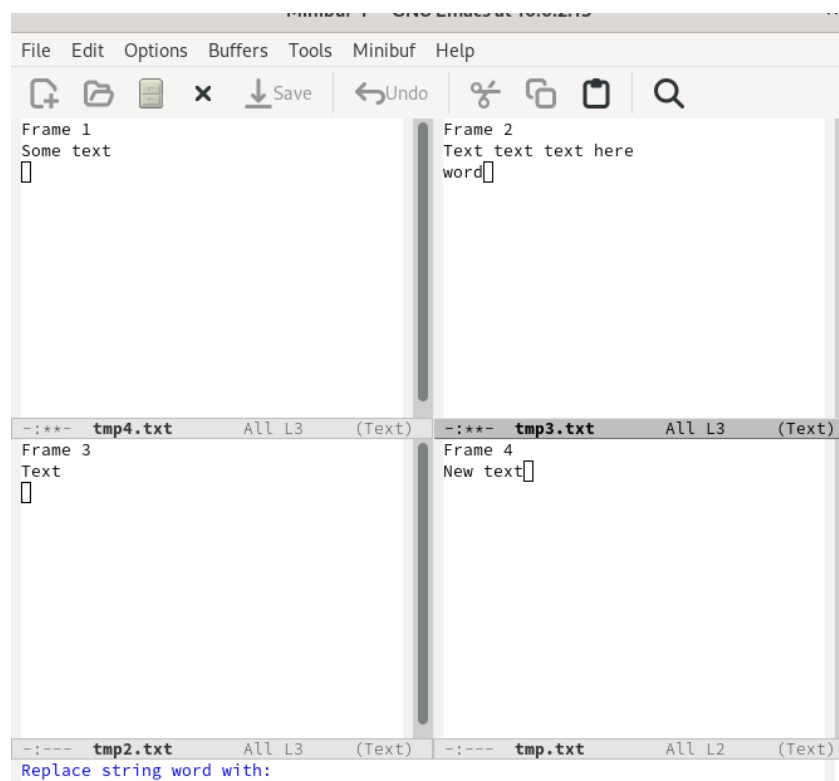 File Edit Options Buffers Tools Minibuf Help
Save Undo
Frame 1
Some text
Frame 2
Text text text here
word
-:**- tmp4.txt All L3 (Text)
-:**- tmp3.txt All L3 (Text)
Frame 3
Text
Frame 4
New text
-:--- tmp2.txt All L3 (Text)
-:--- tmp.txt All L2 (Text)
Replace string word with: